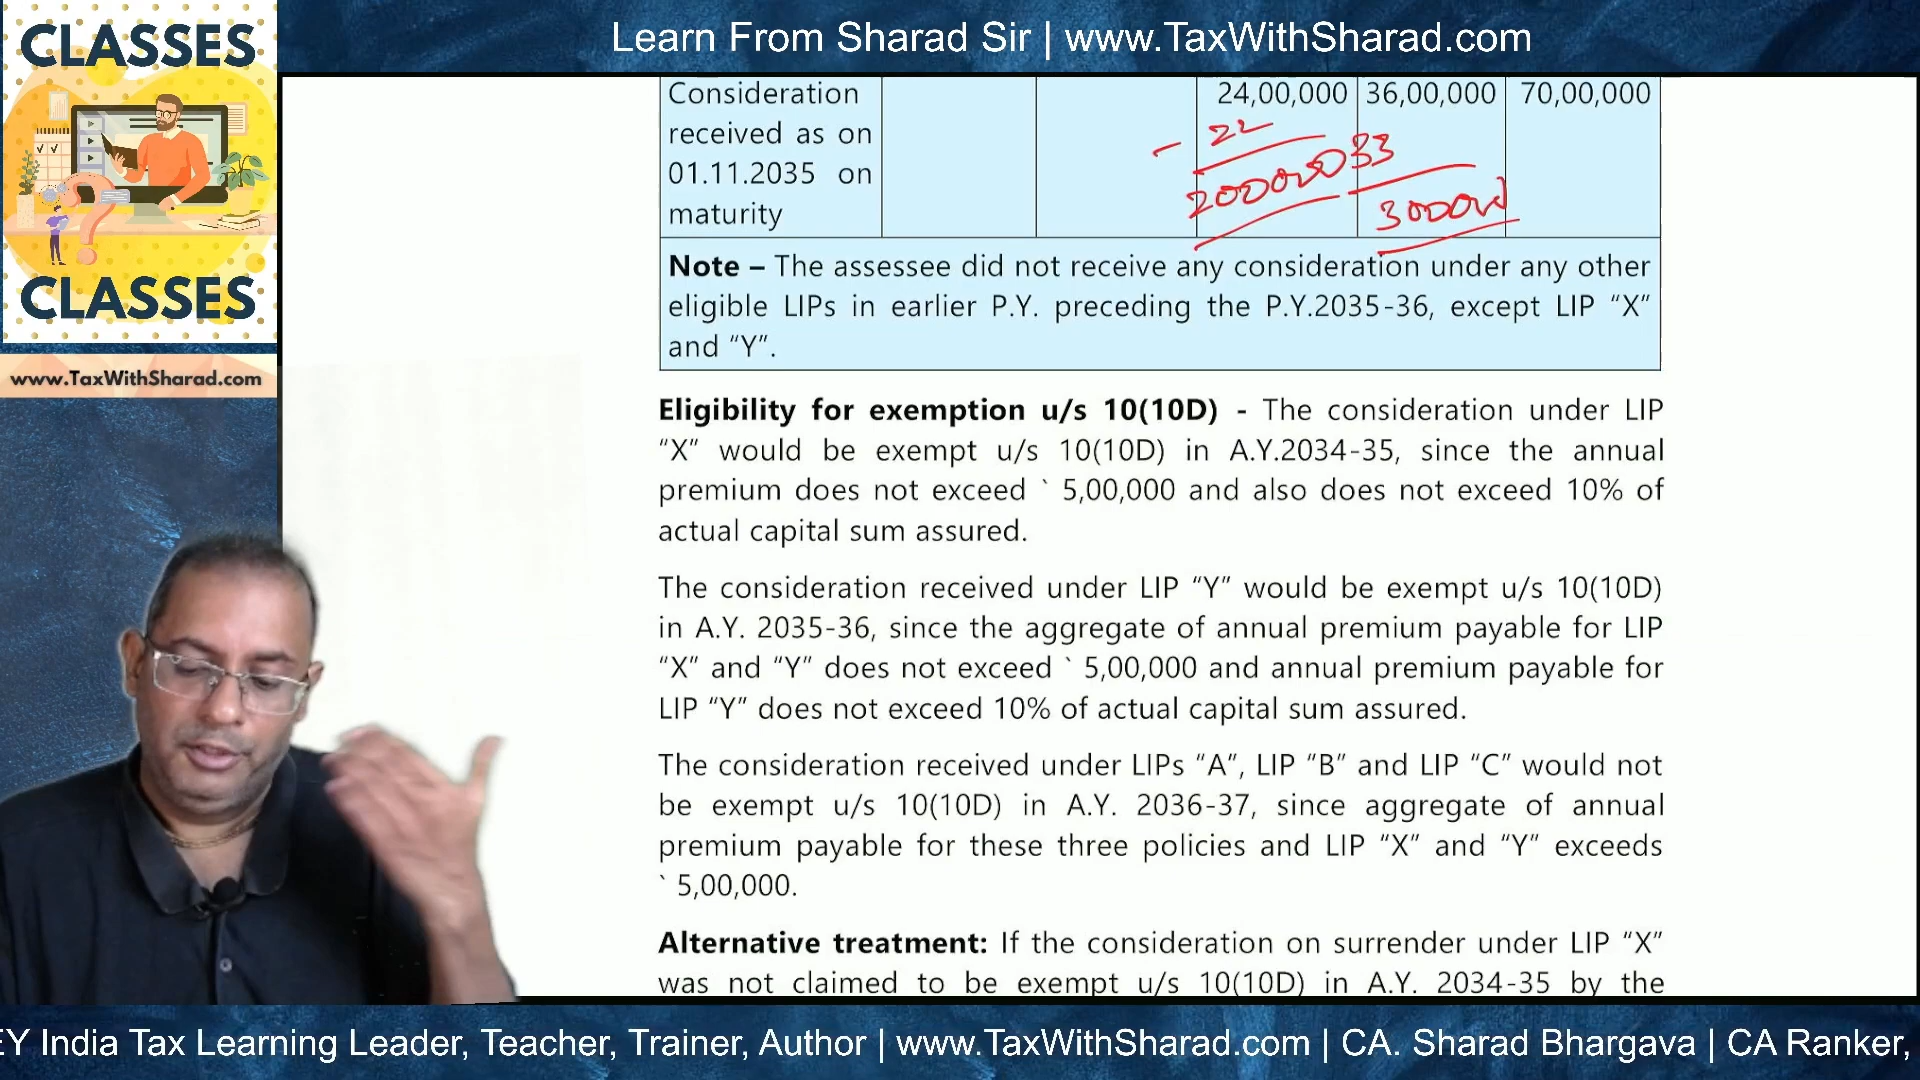 Learn From Sharad Sir | www.TaxWithSharad.com
CLASSES
CLASSES
www.TaxWithSharad.com
Consideration received as on 01.11.2035 on maturity
24,00,000 36,00,000 70,00,000
- 22
33
200000
30000
Note – The assessee did not receive any consideration under any other
eligible LIPs in earlier P.Y. preceding the P.Y.2035-36, except LIP “X”
and “Y”.
Eligibility for exemption u/s 10(10D) - The consideration under LIP
“X” would be exempt u/s 10(10D) in A.Y.2034-35, since the annual
premium does not exceed ` 5,00,000 and also does not exceed 10% of
actual capital sum assured.
The consideration received under LIP “Y” would be exempt u/s 10(10D)
in A.Y. 2035-36, since the aggregate of annual premium payable for LIP
“X” and “Y” does not exceed ` 5,00,000 and annual premium payable for
LIP “Y” does not exceed 10% of actual capital sum assured.
The consideration received under LIPs “A”, LIP “B” and LIP “C” would not
be exempt u/s 10(10D) in A.Y. 2036-37, since aggregate of annual
premium payable for these three policies and LIP “X” and “Y” exceeds
` 5,00,000.
Alternative treatment: If the consideration on surrender under LIP “X”
was not claimed to be exempt u/s 10(10D) in A.Y. 2034-35 by the
EY India Tax Learning Leader, Teacher, Trainer, Author | www.TaxWithSharad.com | CA. Sharad Bhargava | CA Ranker,